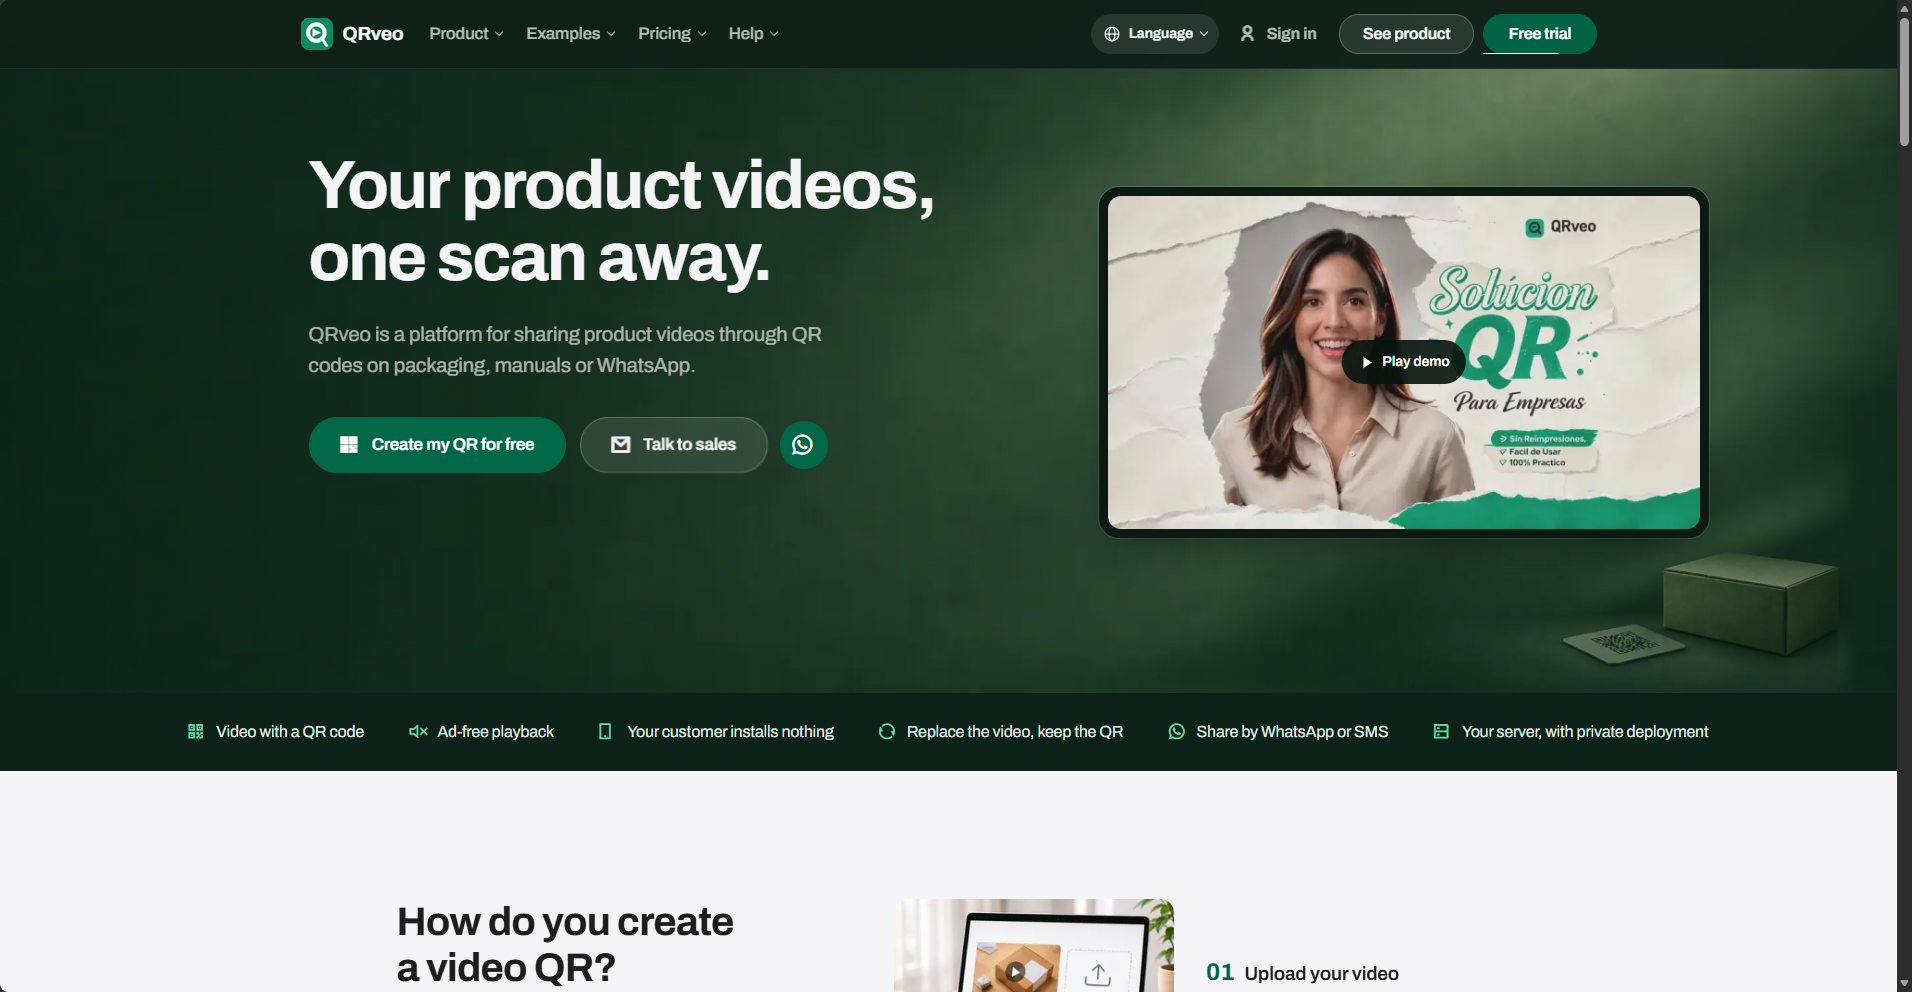 QRveo
Product
Examples
Pricing
Help
Language
Sign in
See product
Free trial
Your product videos,
one scan away.
QRveo is a platform for sharing product videos through QR
codes on packaging, manuals or WhatsApp.
Create my QR for free
Talk to sales
QRveo
Solúcion
QR
Para Empresas
Sin Reimpresiones,
Facil de Usar
100% Practico
Play demo
Video with a QR code
Ad-free playback
Your customer installs nothing
Replace the video, keep the QR
Share by WhatsApp or SMS
Your server, with private deployment
How do you create
a video QR?
01 Upload your video